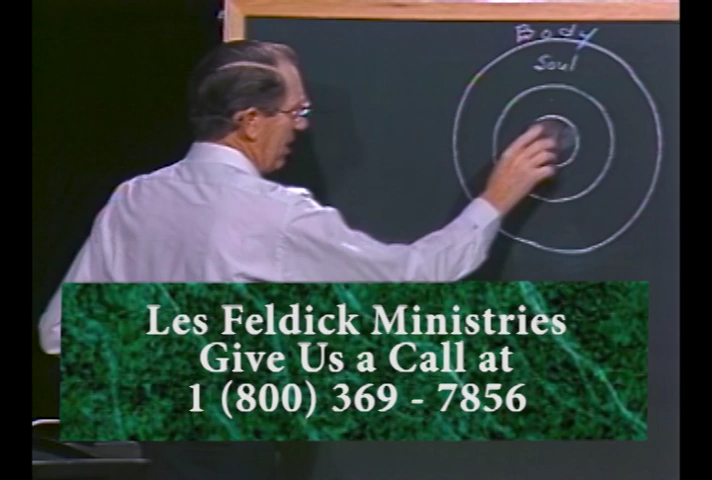 Body
Soul
Les Feldick Ministries
Give Us a Call at
1 (800) 369 - 7856